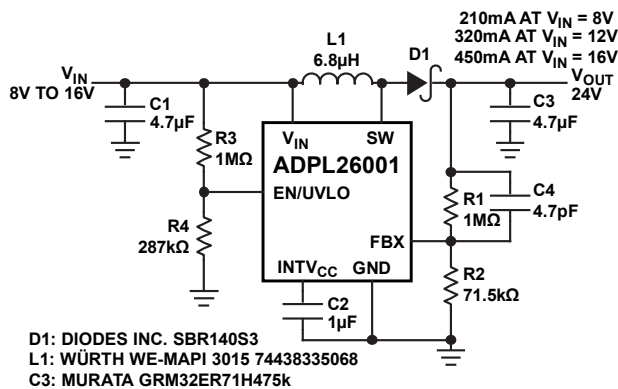 210mA AT VIN = 8V
320mA AT VIN = 12V
450mA AT VIN = 16V
L1
6.8µH
D1
VIN
8V TO 16V
VOUT
24V
C1
4.7µF
C3
4.7µF
R3
1MΩ
VIN
SW
ADPL26001
EN/UVLO
R1
1MΩ
C4
4.7pF
R4
287kΩ
FBX
INTVCC
GND
R2
71.5kΩ
C2
1µF
D1: DIODES INC. SBR140S3
L1: WÜRTH WE-MAPI 3015 74438335068
C3: MURATA GRM32ER71H475k